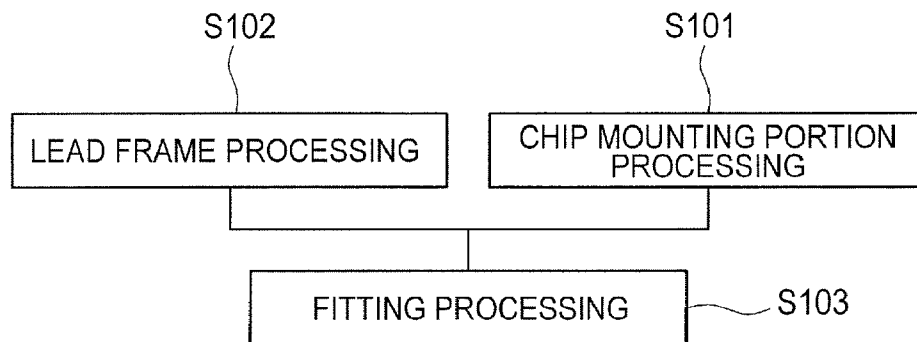 S102
S101
LEAD FRAME PROCESSING
CHIP MOUNTING PORTION
PROCESSING
FITTING PROCESSING
S103